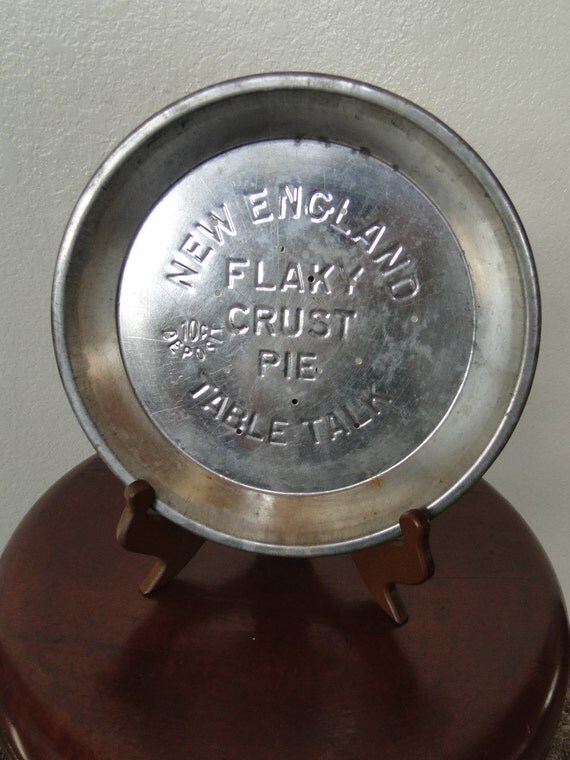 NEW ENGLAND
FLAKY
CRUST
PIE
10¢
DEPOSIT
TABLE TALK